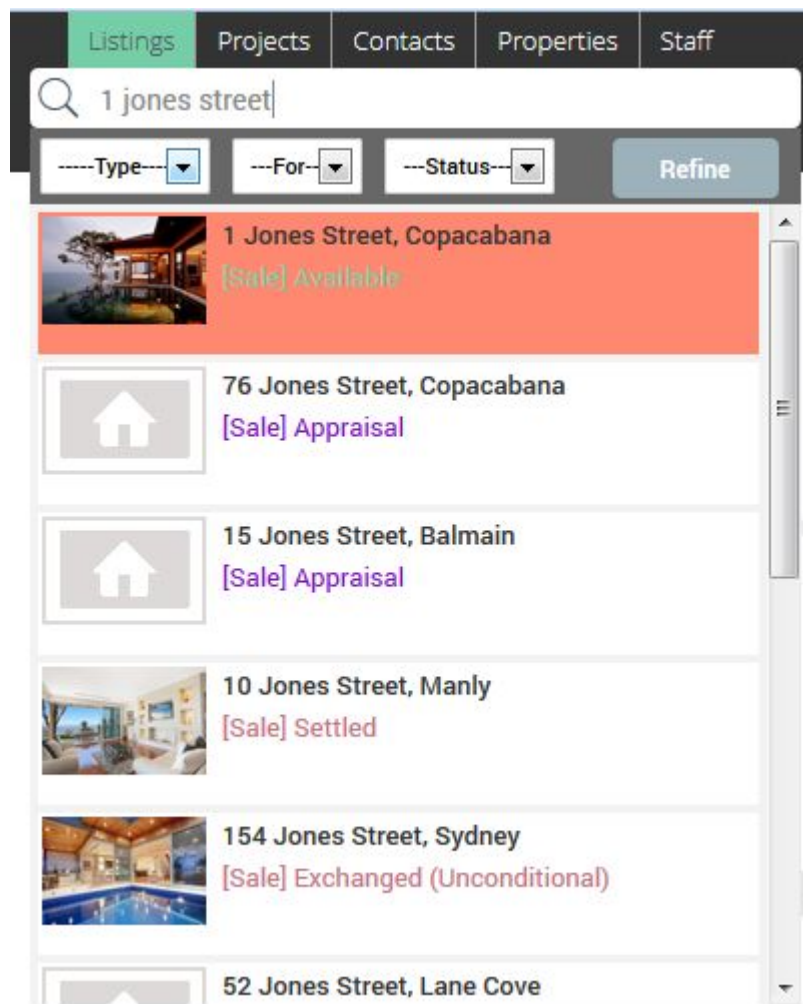 Listings Projects Contacts Properties Staff
1 jones street
-----Type---- ---For-- ---Status--- Refine
1 Jones Street, Copacabana
[Sale] Available
76 Jones Street, Copacabana
[Sale] Appraisal
15 Jones Street, Balmain
[Sale] Appraisal
10 Jones Street, Manly
[Sale] Settled
154 Jones Street, Sydney
[Sale] Exchanged (Unconditional)
52 Jones Street, Lane Cove